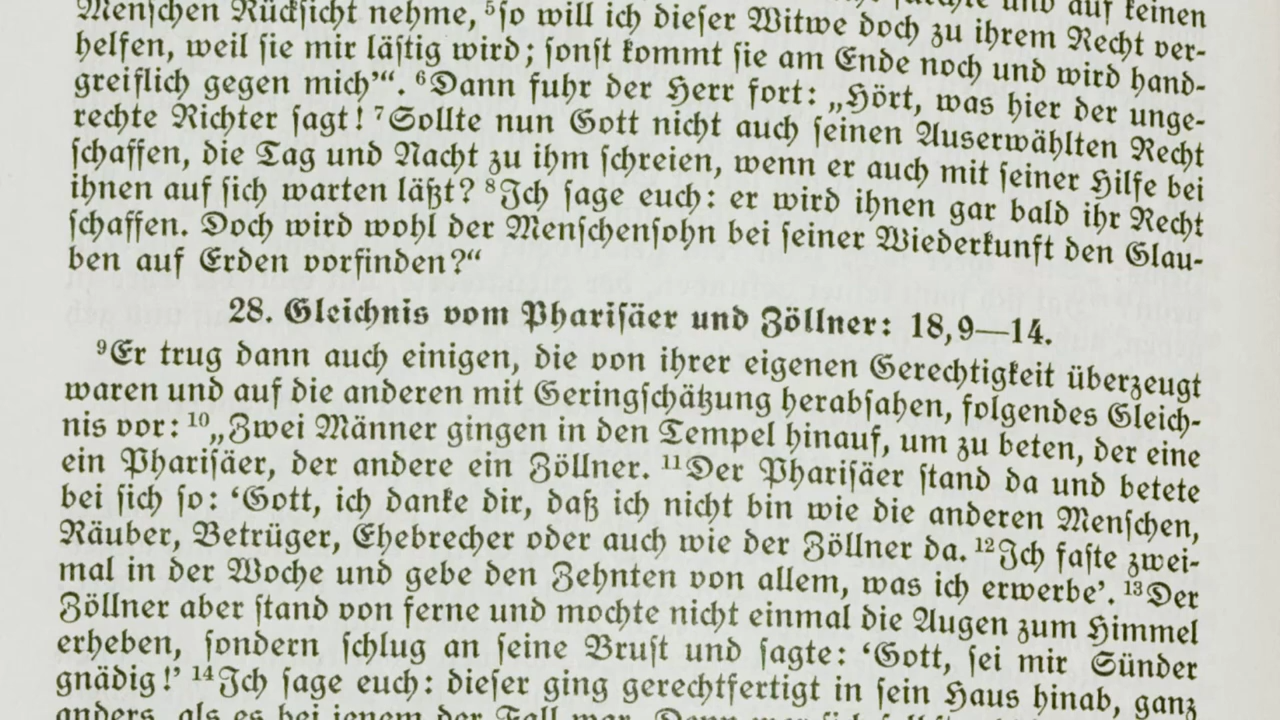 Menschen Rücksicht nehme, ⁵so will ich dieser Witwe doch zu ihrem Recht ver-
helfen, weil sie mir lästig wird; sonst kommt sie am Ende noch und wird hand-
greiflich gegen mich’“. ⁶Dann fuhr der Herr fort: „Hört, was hier der unge-
rechte Richter sagt! ⁷Sollte nun Gott nicht auch seinen Auserwählten Recht
schaffen, die Tag und Nacht zu ihm schreien, wenn er auch mit seiner Hilfe bei
ihnen auf sich warten läßt? ⁸Ich sage euch: er wird ihnen gar bald ihr Recht
schaffen. Doch wird wohl der Menschensohn bei seiner Wiederkunft den Glau-
ben auf Erden vorfinden?“
28. Gleichnis vom Pharisäer und Zöllner: 18,9—14.
⁹Er trug dann auch einigen, die von ihrer eigenen Gerechtigkeit überzeugt
waren und auf die anderen mit Geringschätzung herabsahen, folgendes Gleich-
nis vor: ¹⁰„Zwei Männer gingen in den Tempel hinauf, um zu beten, der eine
ein Pharisäer, der andere ein Zöllner. ¹¹Der Pharisäer stand da und betete
bei sich so: ‘Gott, ich danke dir, daß ich nicht bin wie die anderen Menschen,
Räuber, Betrüger, Ehebrecher oder auch wie der Zöllner da. ¹²Ich faste zwei-
mal in der Woche und gebe den Zehnten von allem, was ich erwerbe’. ¹³Der
Zöllner aber stand von ferne und mochte nicht einmal die Augen zum Himmel
erheben, sondern schlug an seine Brust und sagte: ‘Gott, sei mir Sünder
gnädig!’ ¹⁴Ich sage euch: dieser ging gerechtfertigt in sein Haus hinab, ganz
anders, als es bei jenem der Fall war. Denn